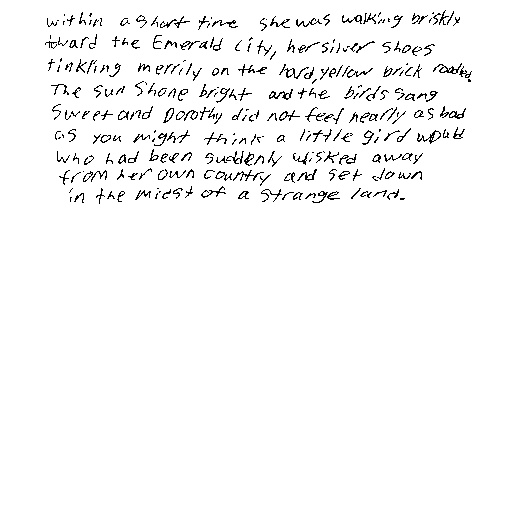 within a short time she was walking briskly
toward the Emerald City, her silver shoes
tinkling merrily on the hard, yellow brick roadbed.
The sun shone bright and the birds sang
sweet and Dorothy did not feel nearly as bad
as you might think a little girl would
who had been suddenly wisked away
from her own country and set down
in the midst of a strange land.